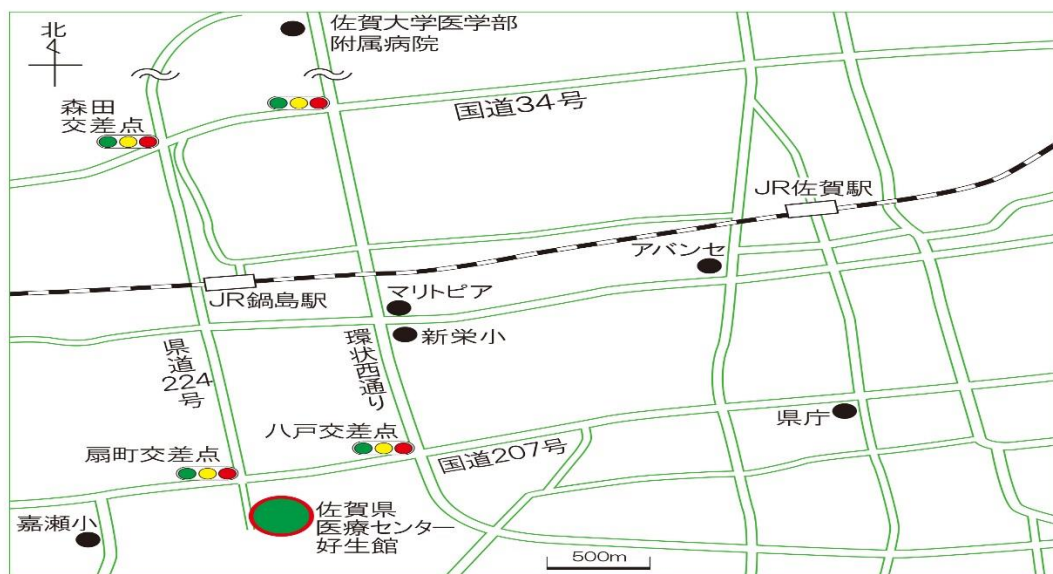 北
佐賀大学医学部
附属病院
森田
交差点
国道34号
JR佐賀駅
アバンセ
JR鍋島駅
マリトピア
新栄小
県道224号
環状西通り
県庁
八戸交差点
国道207号
扇町交差点
嘉瀬小
佐賀県
医療センター
好生館
500m